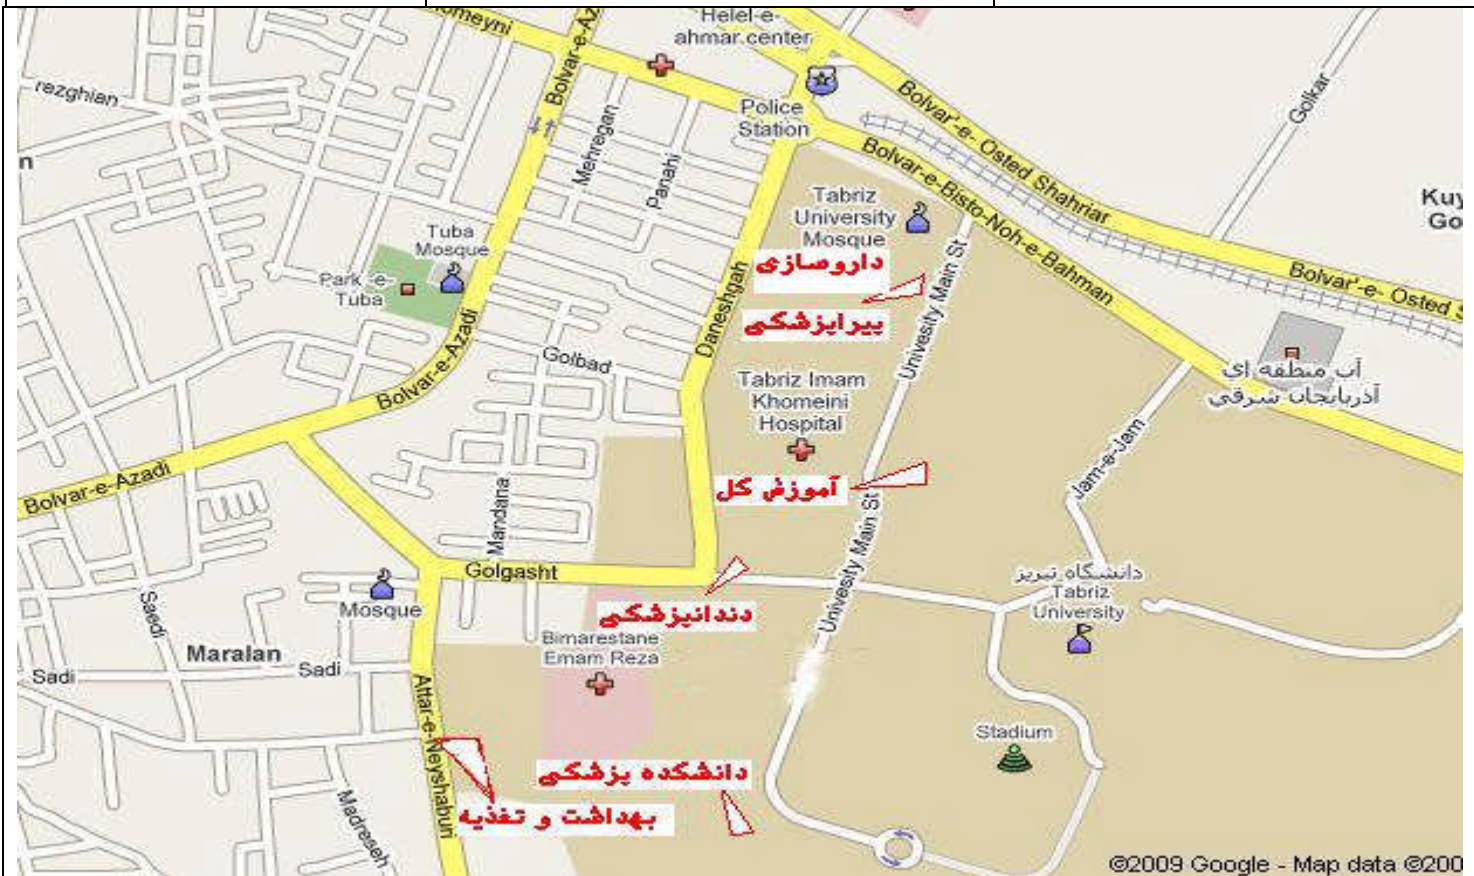 Helel-e-
ahmar center
Bolvar-e-Az
rezghian
Police
Station
Bolvar'-e- Osted Shahriar
Golkar
Mehregan
Panahi
Bolvar-e-Bisto-Noh-e-Bahman
Kuy
Go
Tabriz
University
Mosque
Tuba
Mosque
داروسازی
Park -e-
Tuba
Bolvar'-e- Osted S
پیراپزشکی
Daneshgah
Univesity Main St
Golbad
Bolvar-e-Azadi
آب منطقه ای
آذربایجان شرقی
Tabriz Imam
Khomeini
Hospital
Bolvar-e-Azadi
آموزش کل
Jam-e-Jam
Mandana
Univesity Main St
Golgasht
دانشگاه تبریز
Tabriz
University
Mosque
دندانپزشکی
Saedi
Bimarestane
Emam Reza
Maralan
Sadi
Sadi
Attar-e-Neyshaburi
Stadium
دانشکده پزشکی
بهداشت و تغذیه
Madreseh
©2009 Google - Map data ©200